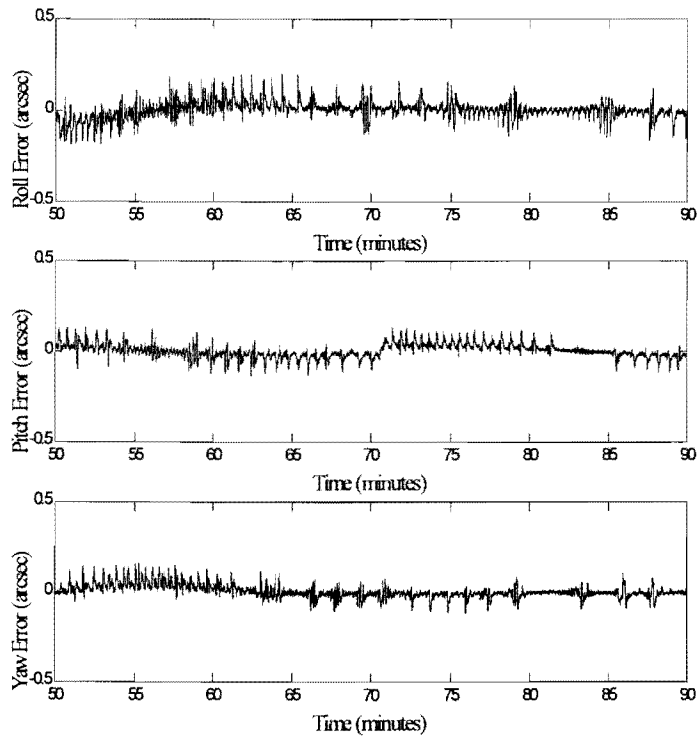 0.5
0
-0.5
Roll Error (arcsec)
50 55 60 65 70 75 80 85 90
Time (minutes)
0.5
0
-0.5
Pitch Error (arcsec)
50 55 60 65 70 75 80 85 90
Time (minutes)
0.5
0
-0.5
Yaw Error (arcsec)
50 55 60 65 70 75 80 85 90
Time (minutes)